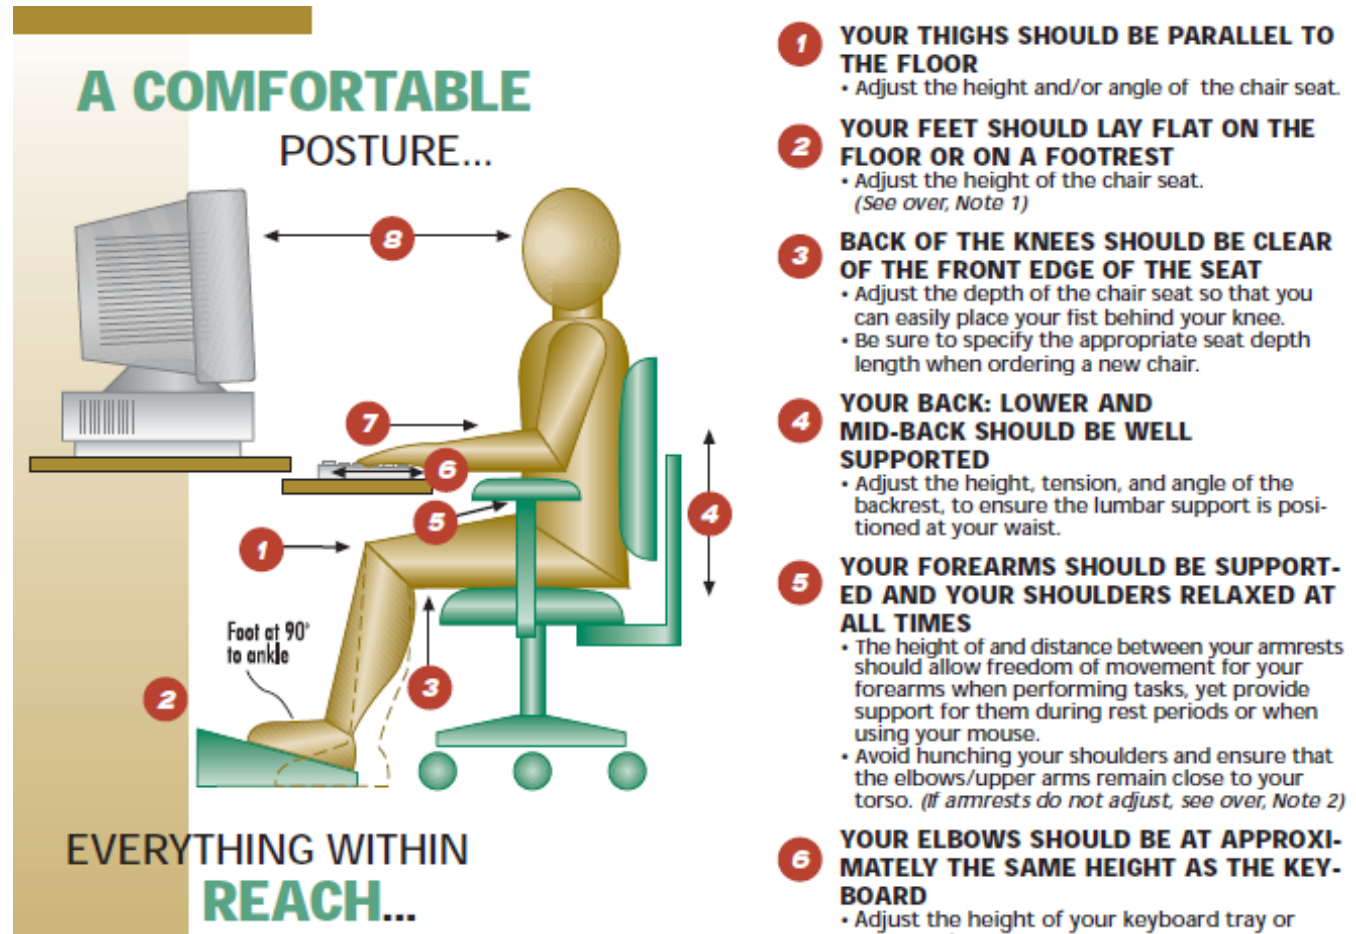 A COMFORTABLE
POSTURE...
8
7
6
5
4
1
Foot at 90°
to ankle
3
2
EVERYTHING WITHIN
REACH...
1 YOUR THIGHS SHOULD BE PARALLEL TO
THE FLOOR
• Adjust the height and/or angle of the chair seat.
2 YOUR FEET SHOULD LAY FLAT ON THE
FLOOR OR ON A FOOTREST
• Adjust the height of the chair seat.
(See over, Note 1)
3 BACK OF THE KNEES SHOULD BE CLEAR
OF THE FRONT EDGE OF THE SEAT
• Adjust the depth of the chair seat so that you
can easily place your fist behind your knee.
• Be sure to specify the appropriate seat depth
length when ordering a new chair.
4 YOUR BACK: LOWER AND
MID-BACK SHOULD BE WELL
SUPPORTED
• Adjust the height, tension, and angle of the
backrest, to ensure the lumbar support is posi-
tioned at your waist.
5 YOUR FOREARMS SHOULD BE SUPPORT-
ED AND YOUR SHOULDERS RELAXED AT
ALL TIMES
• The height of and distance between your armrests
should allow freedom of movement for your
forearms when performing tasks, yet provide
support for them during rest periods or when
using your mouse.
• Avoid hunching your shoulders and ensure that
the elbows/upper arms remain close to your
torso. (If armrests do not adjust, see over, Note 2)
6 YOUR ELBOWS SHOULD BE AT APPROXI-
MATELY THE SAME HEIGHT AS THE KEY-
BOARD
• Adjust the height of your keyboard tray or